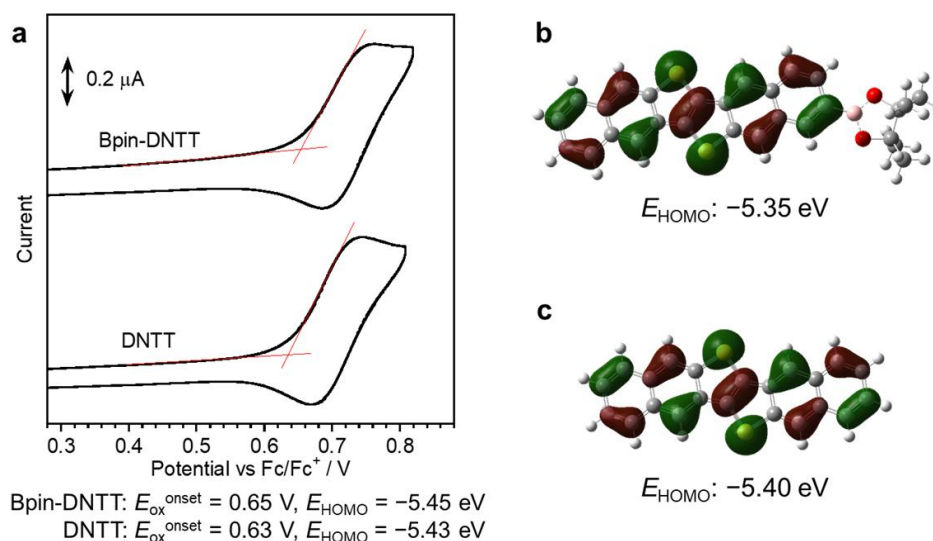 a
0.2 μA
Bpin-DNTT
DNTT
Current
0.3 0.4 0.5 0.6 0.7 0.8
Potential vs Fc/Fc⁺ / V
Bpin-DNTT: E_ox^onset = 0.65 V, E_HOMO = −5.45 eV
DNTT: E_ox^onset = 0.63 V, E_HOMO = −5.43 eV
b
E_HOMO: −5.35 eV
c
E_HOMO: −5.40 eV